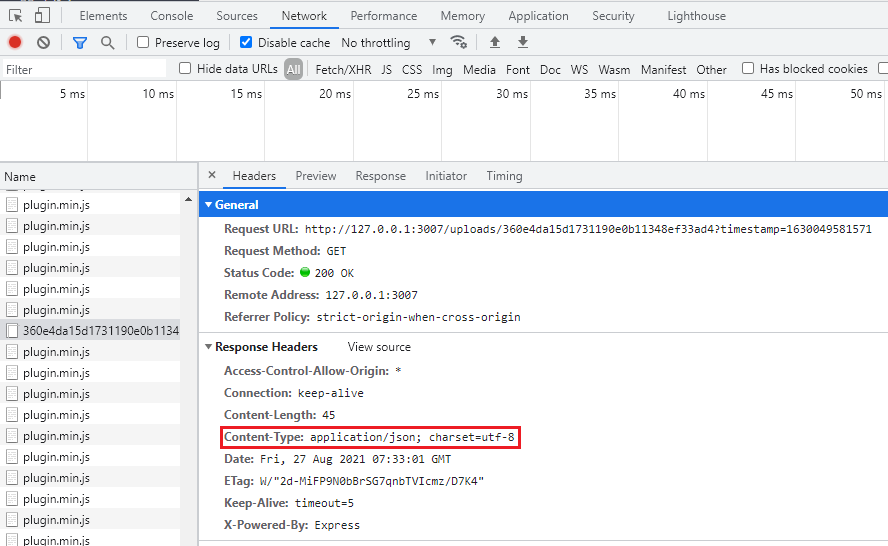 Elements Console Sources Network Performance Memory Application Security Lighthouse
Preserve log Disable cache No throttling
Filter Hide data URLs All Fetch/XHR JS CSS Img Media Font Doc WS Wasm Manifest Other Has blocked cookies
5 ms 10 ms 15 ms 20 ms 25 ms 30 ms 35 ms 40 ms 45 ms 50 ms
Name
plugin.min.js
plugin.min.js
plugin.min.js
plugin.min.js
plugin.min.js
plugin.min.js
360e4da15d1731190e0b1134
plugin.min.js
plugin.min.js
plugin.min.js
plugin.min.js
plugin.min.js
plugin.min.js
plugin.min.js
plugin.min.js
plugin.min.js
× Headers Preview Response Initiator Timing
General
Request URL: http://127.0.0.1:3007/uploads/360e4da15d1731190e0b11348ef33ad4?timestamp=1630049581571
Request Method: GET
Status Code: 200 OK
Remote Address: 127.0.0.1:3007
Referrer Policy: strict-origin-when-cross-origin
Response Headers View source
Access-Control-Allow-Origin: *
Connection: keep-alive
Content-Length: 45
Content-Type: application/json; charset=utf-8
Date: Fri, 27 Aug 2021 07:33:01 GMT
ETag: W/"2d-MiFP9N0bBrSG7qnbTVIcmz/D7K4"
Keep-Alive: timeout=5
X-Powered-By: Express